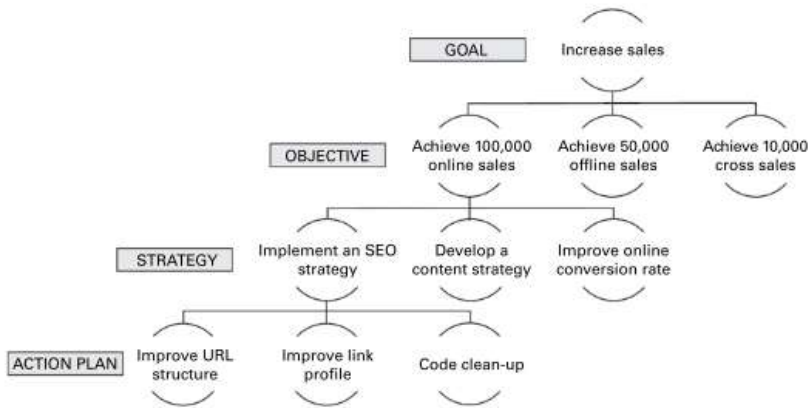 GOAL
Increase sales
OBJECTIVE
Achieve 100,000
online sales
Achieve 50,000
offline sales
Achieve 10,000
cross sales
STRATEGY
Implement an SEO
strategy
Develop a
content strategy
Improve online
conversion rate
ACTION PLAN
Improve URL
structure
Improve link
profile
Code clean-up